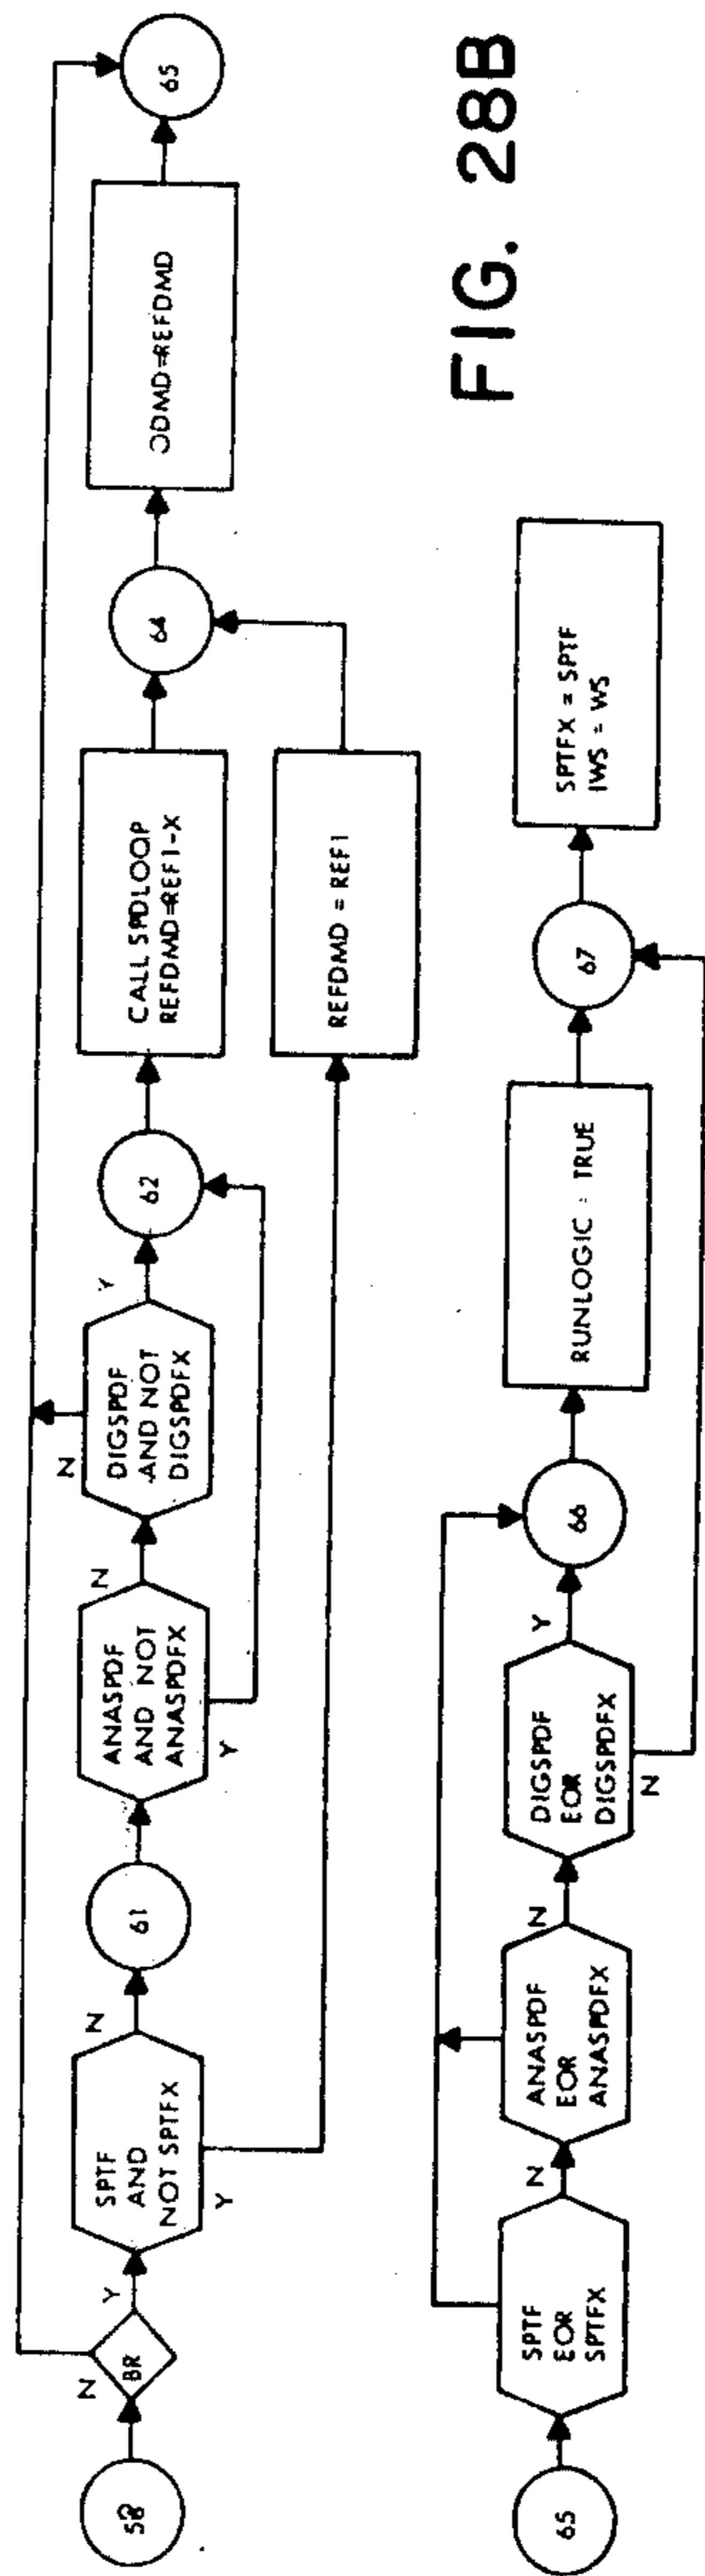 BR
N
Y
SPTF
AND
NOT SPTFX
N
Y
61
ANASPDF
AND NOT
ANASPDFX
N
Y
DIGSPDF
AND NOT
DIGSPDFX
N
Y
62
CALL SPDLOOP
REFDMD=REF1-X
REFDMD = REF1
64
ODMD=REFDMD
65
65
SPTF
EOR
SPTFX
N
ANASPDF
EOR
ANASPDFX
N
DIGSPDF
EOR
DIGSPDFX
Y
N
66
RUNLOGIC = TRUE
67
SPTFX = SPTF
IWS = WS
FIG. 28B